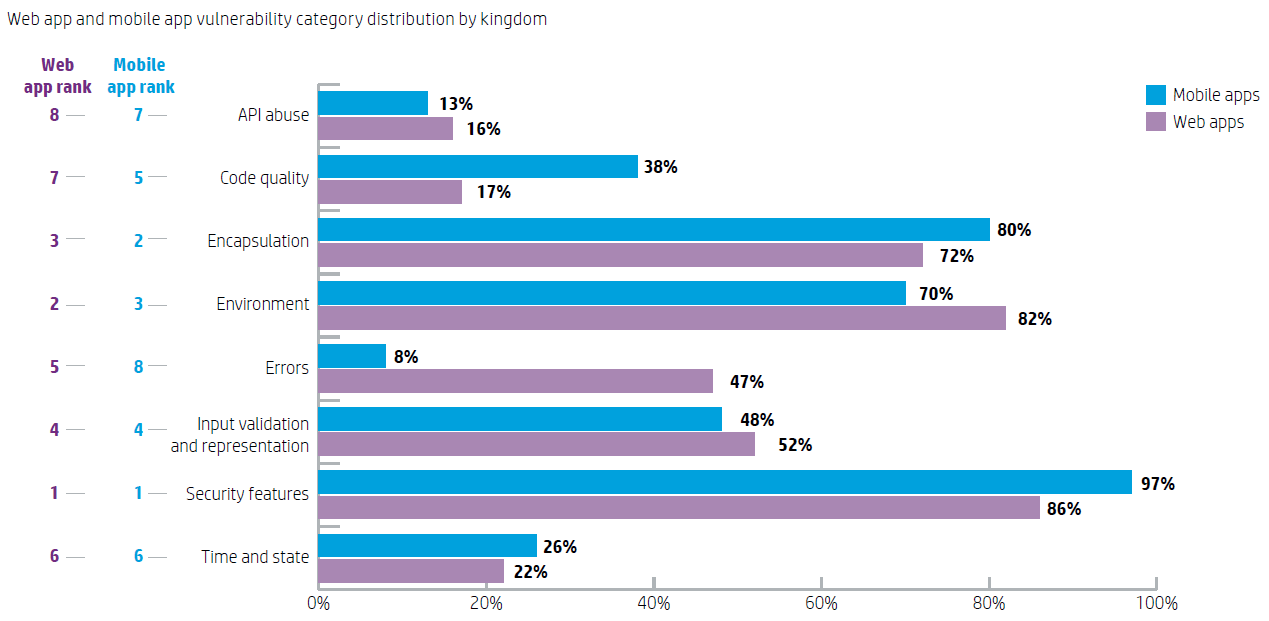 Web app and mobile app vulnerability category distribution by kingdom
Web app rank
Mobile app rank
Mobile apps
Web apps
8 7 API abuse 13% 16%
7 5 Code quality 38% 17%
3 2 Encapsulation 80% 72%
2 3 Environment 70% 82%
5 8 Errors 8% 47%
4 4 Input validation and representation 48% 52%
1 1 Security features 97% 86%
6 6 Time and state 26% 22%
0% 20% 40% 60% 80% 100%